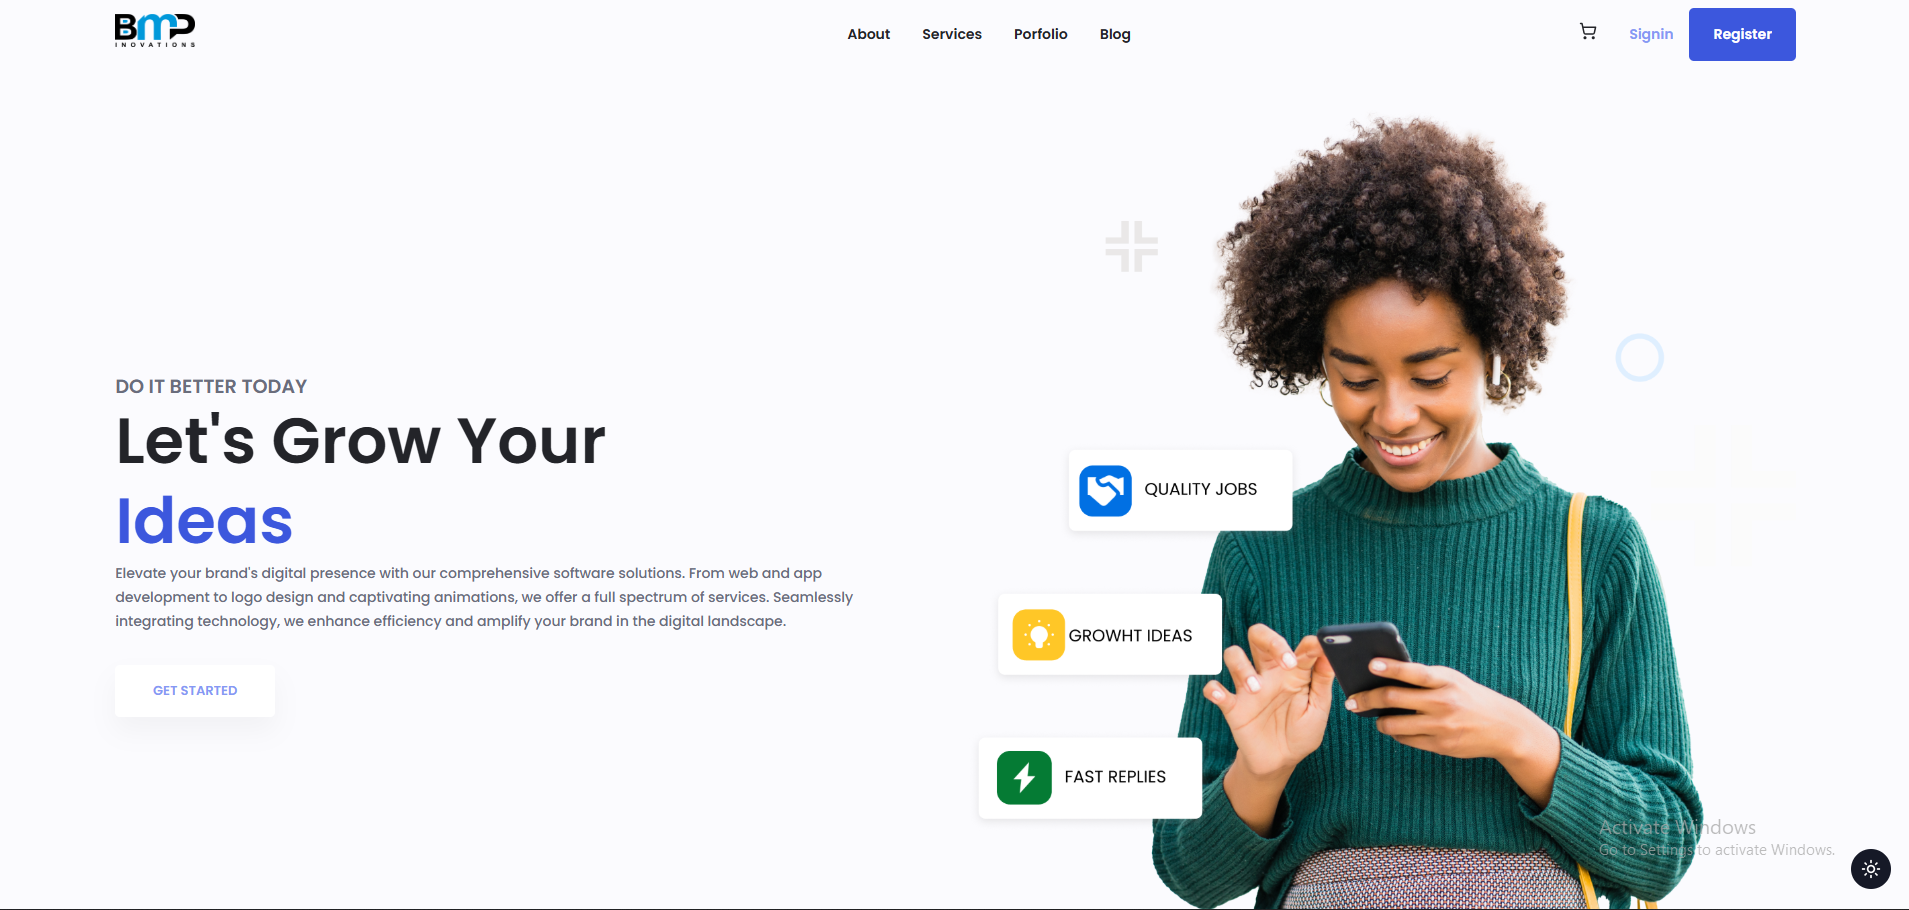 BMP
INOVATIONS
About
Services
Porfolio
Blog
Signin
Register
DO IT BETTER TODAY
Let's Grow Your
Ideas
Elevate your brand's digital presence with our comprehensive software solutions. From web and app
development to logo design and captivating animations, we offer a full spectrum of services. Seamlessly
integrating technology, we enhance efficiency and amplify your brand in the digital landscape.
GET STARTED
QUALITY JOBS
GROWHT IDEAS
FAST REPLIES
Activate Windows
Go to Settings to activate Windows.